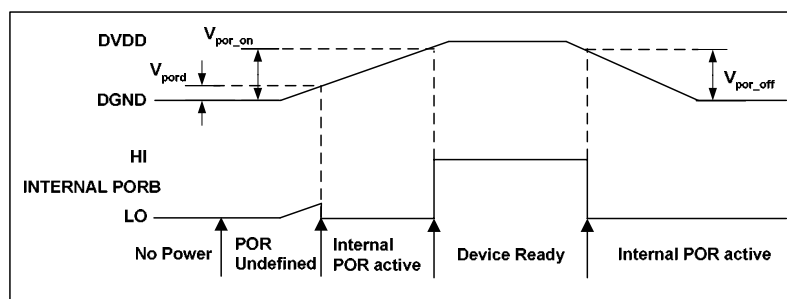 DVDD
Vpor_on
Vpord
DGND
Vpor_off
HI
INTERNAL PORB
LO
No Power
POR
Undefined
Internal
POR active
Device Ready
Internal POR active